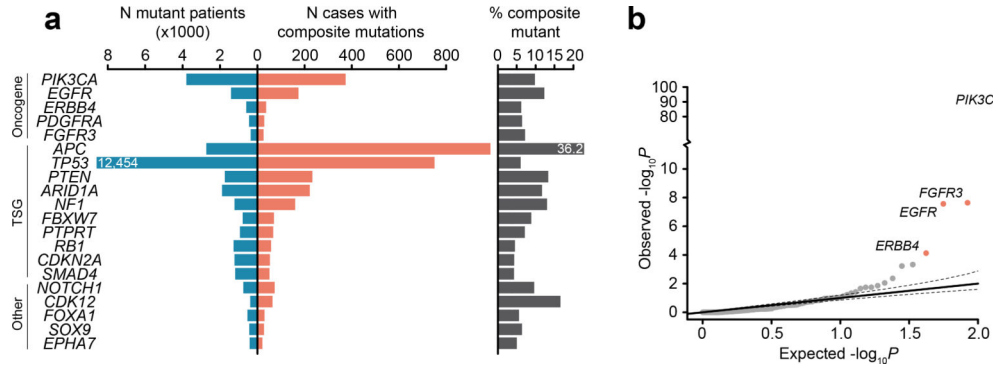 a
N mutant patients
(x1000)
N cases with
composite mutations
% composite
mutant
8 6 4 2 0 200 400 600 800
0 5 10 15 20
Oncogene
PIK3CA
EGFR
ERBB4
PDGFRA
FGFR3
TSG
APC 36.2
TP53 12,454
PTEN
ARID1A
NF1
FBXW7
PTPRT
RB1
CDKN2A
SMAD4
Other
NOTCH1
CDK12
FOXA1
SOX9
EPHA7
b
Observed -log10P
100
90
80
8
6
4
2
0
PIK3C
FGFR3
EGFR
ERBB4
0 0.5 1.0 1.5 2.0
Expected -log10P